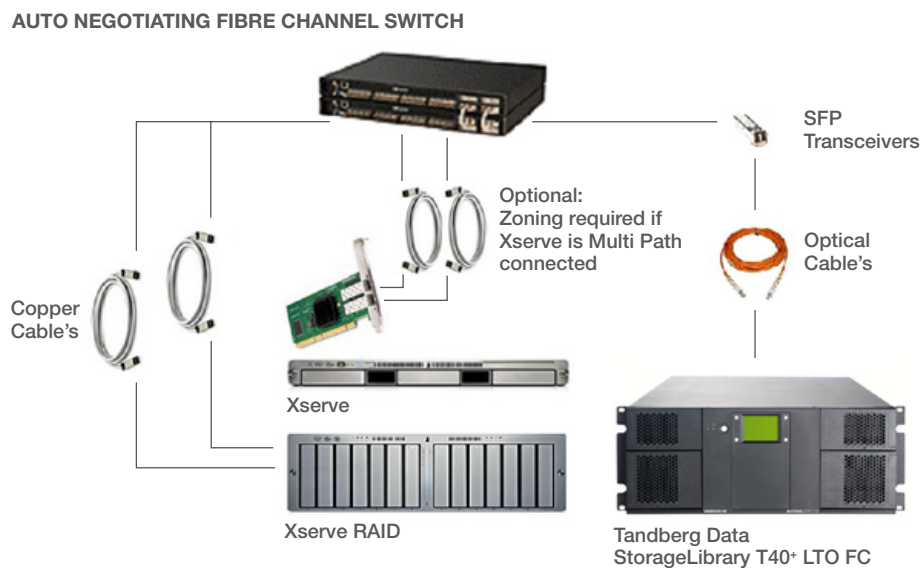 AUTO NEGOTIATING FIBRE CHANNEL SWITCH
SFP
Transceivers
Optional:
Zoning required if
Xserve is Multi Path
connected
Optical
Cable's
Copper
Cable's
Xserve
Xserve RAID
Tandberg Data
StorageLibrary T40+ LTO FC